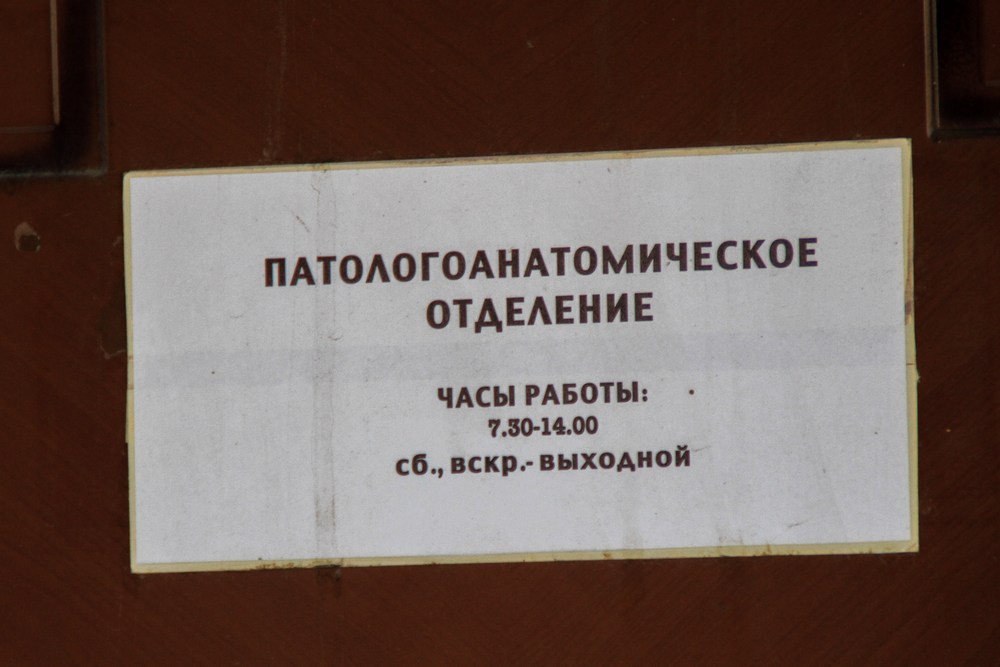 ПАТОЛОГОАНАТОМИЧЕСКОЕ
ОТДЕЛЕНИЕ
ЧАСЫ РАБОТЫ:
7.30-14.00
сб., вскр.- выходной